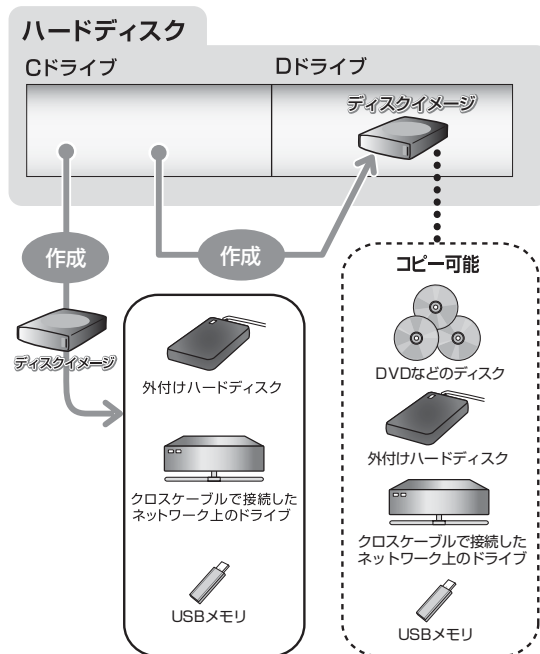 ハードディスク
Cドライブ
Dドライブ
ディスクイメージ
作成
作成
ディスクイメージ
外付けハードディスク
クロスケーブルで接続した
ネットワーク上のドライブ
USBメモリ
コピー可能
DVDなどのディスク
外付けハードディスク
クロスケーブルで接続した
ネットワーク上のドライブ
USBメモリ